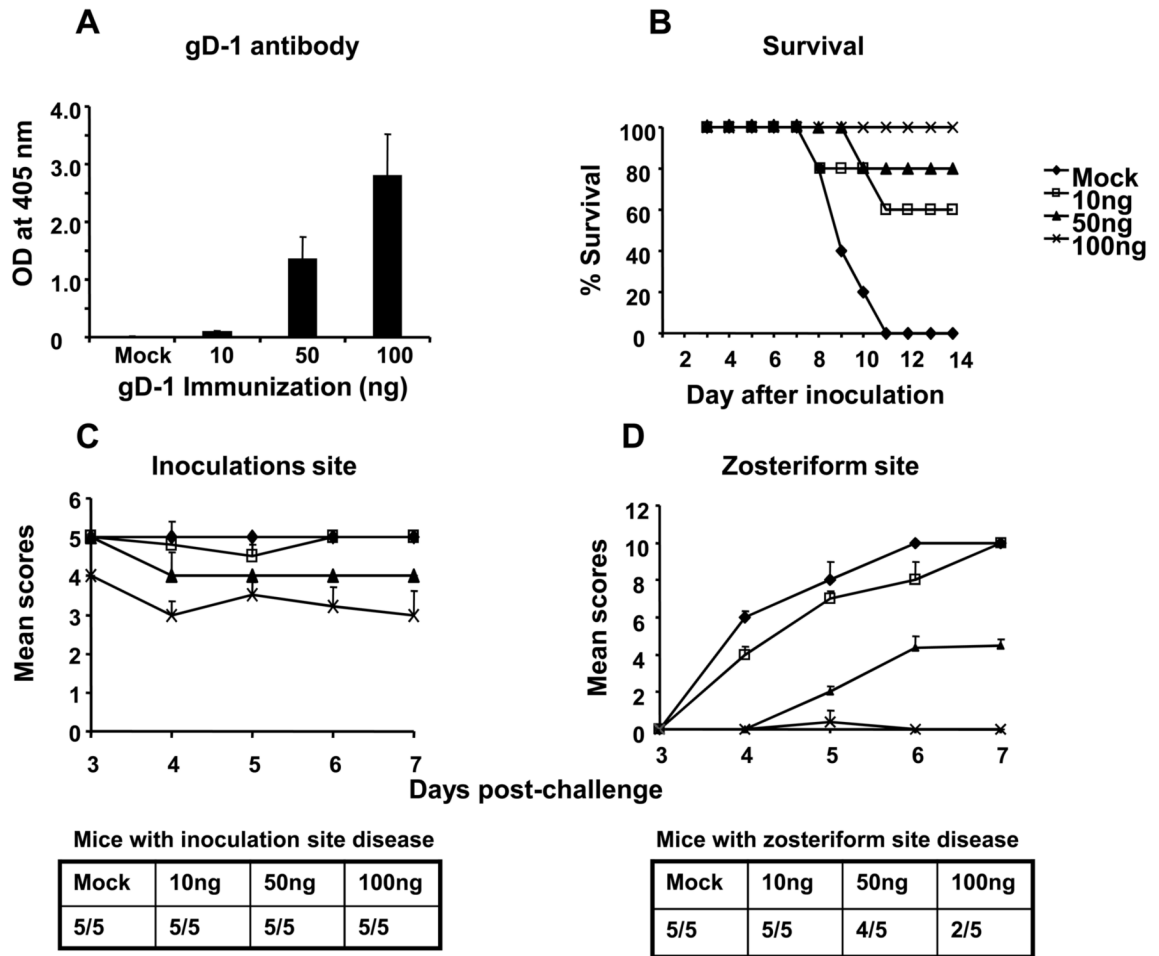 A
gD-1 antibody
OD at 405 nm
4.0
3.0
2.0
1.0
0
Mock 10 50 100
gD-1 Immunization (ng)
B
Survival
% Survival
100
80
60
40
20
0
2 4 6 8 10 12 14
Day after inoculation
Mock
10ng
50ng
100ng
C
Inoculations site
Mean scores
6
5
4
3
2
1
0
3 4 5 6 7
D
Zosteriform site
Mean scores
12
10
8
6
4
2
0
3 4 5 6 7
Days post-challenge
Mice with inoculation site disease
Mock 10ng 50ng 100ng
5/5 5/5 5/5 5/5
Mice with zosteriform site disease
Mock 10ng 50ng 100ng
5/5 5/5 4/5 2/5